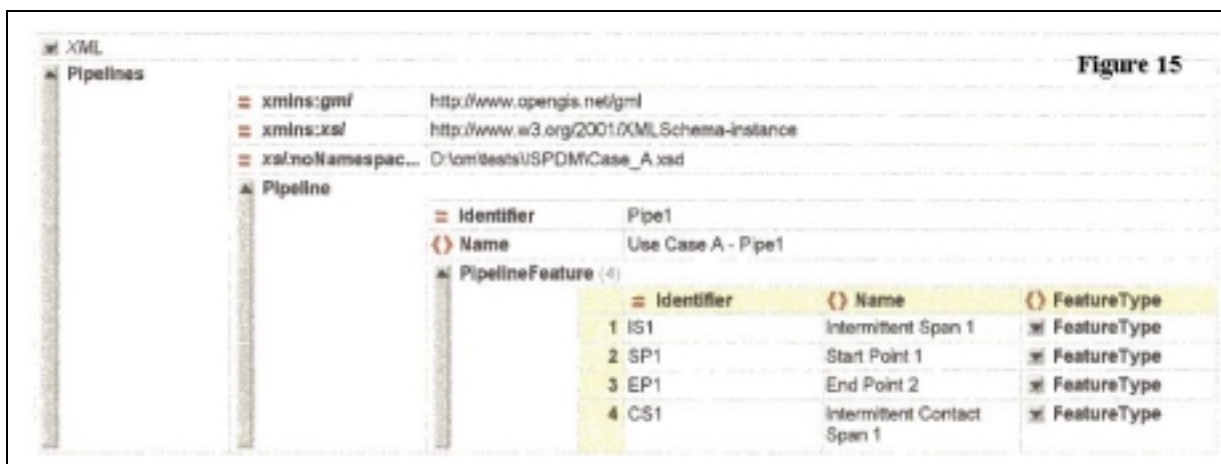 XML
Figure 15
Pipelines
= xmlns:gml http://www.opengis.net/gml
= xmlns:xsi http://www.w3.org/2001/XMLSchema-instance
= xsi:noNamespac... D:\om\tests\ISPDM\Case_A.xsd
Pipeline
= Identifier Pipe1
{} Name Use Case A - Pipe1
PipelineFeature (4)
= Identifier {} Name {} FeatureType
1 IS1 Intermittent Span 1 FeatureType
2 SP1 Start Point 1 FeatureType
3 EP1 End Point 2 FeatureType
4 CS1 Intermittent Contact FeatureType
Span 1